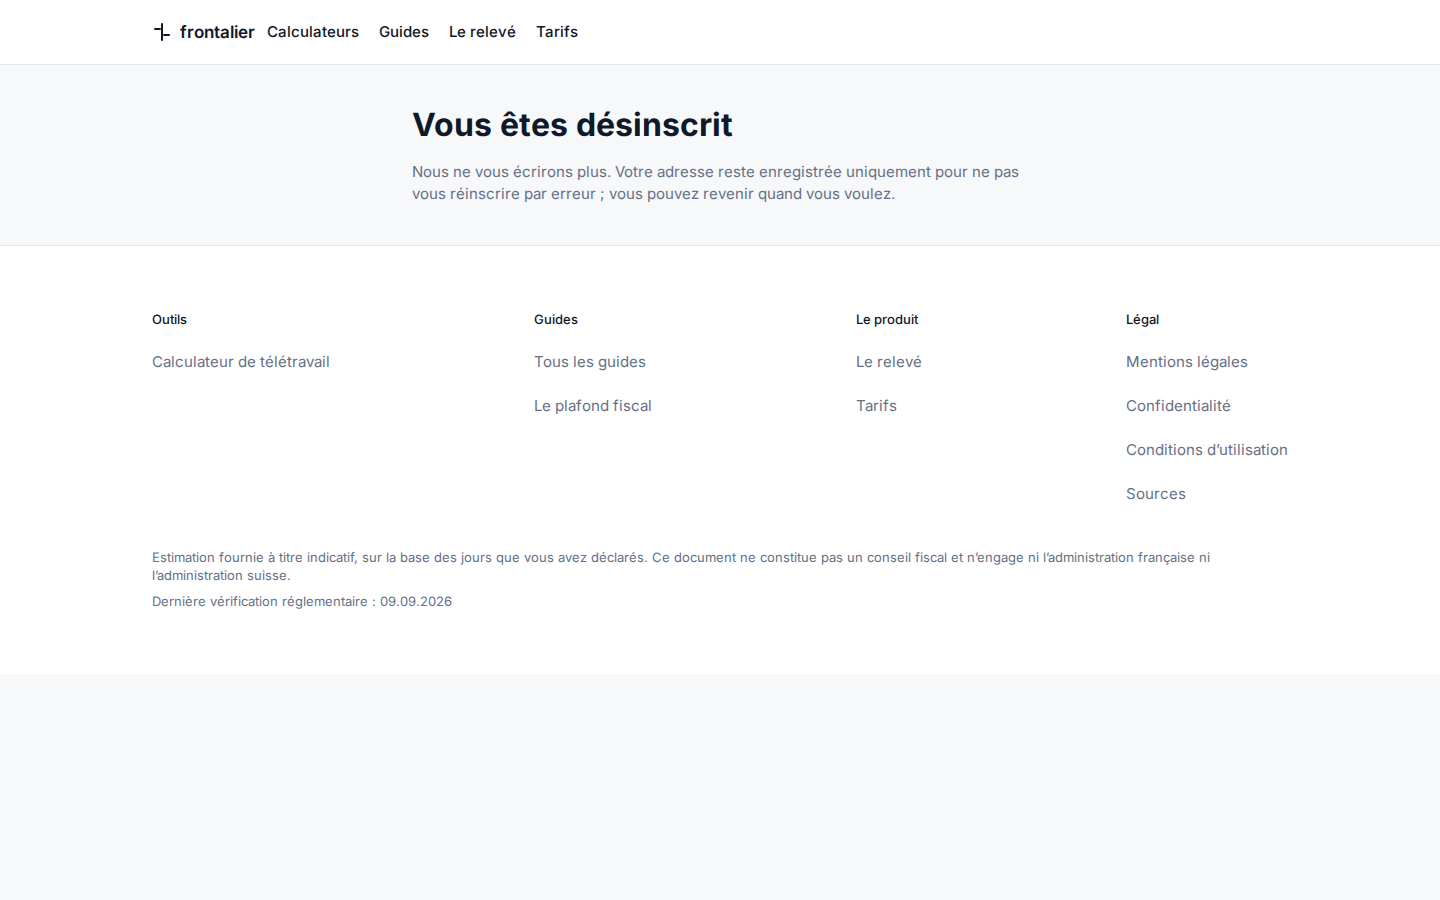 frontalier Calculateurs Guides Le relevé Tarifs
Vous êtes désinscrit
Nous ne vous écrirons plus. Votre adresse reste enregistrée uniquement pour ne pas
vous réinscrire par erreur ; vous pouvez revenir quand vous voulez.
Outils
Calculateur de télétravail
Guides
Tous les guides
Le plafond fiscal
Le produit
Le relevé
Tarifs
Légal
Mentions légales
Confidentialité
Conditions d’utilisation
Sources
Estimation fournie à titre indicatif, sur la base des jours que vous avez déclarés. Ce document ne constitue pas un conseil fiscal et n’engage ni l’administration française ni
l’administration suisse.
Dernière vérification réglementaire : 09.09.2026